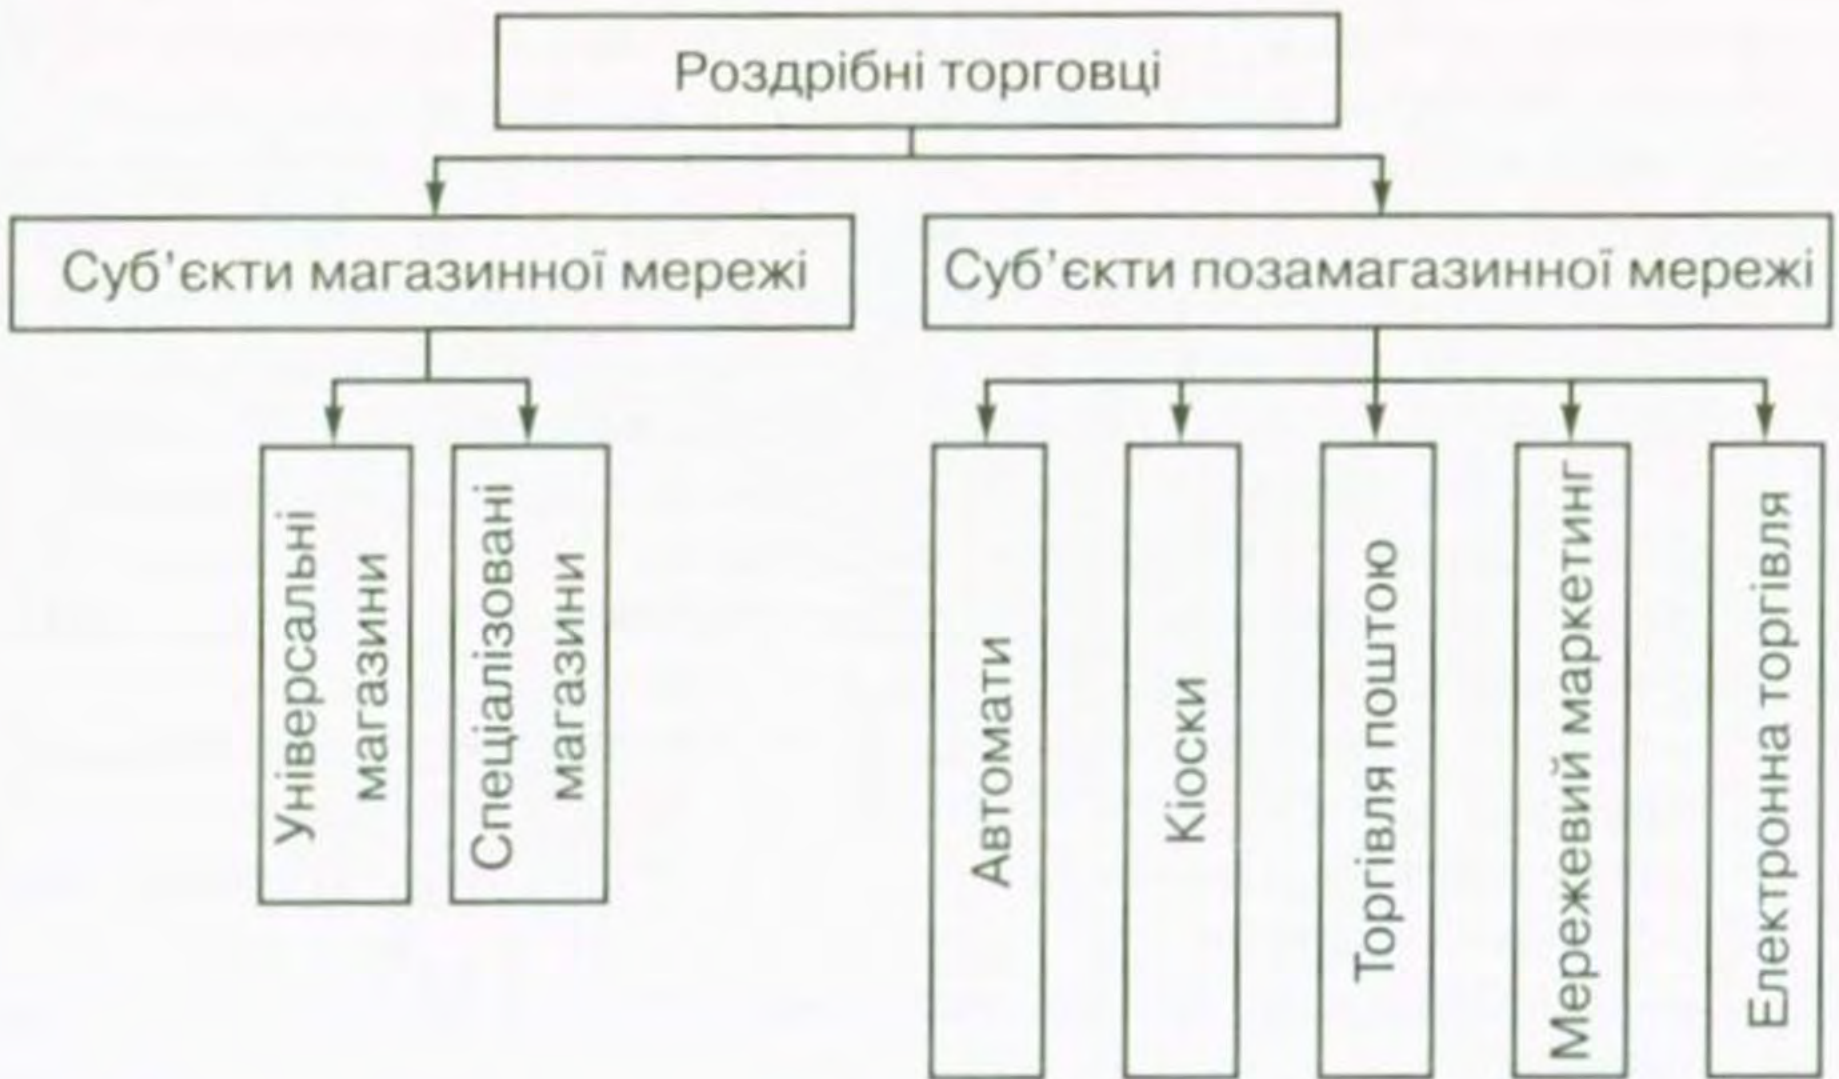 Роздрібні торговці
Суб’єкти магазинної мережі
Суб’єкти позамагазинної мережі
Універсальні
магазини
Спеціалізовані
магазини
Автомати
Кіоски
Торгівля поштою
Мережевий маркетинг
Електронна торгівля